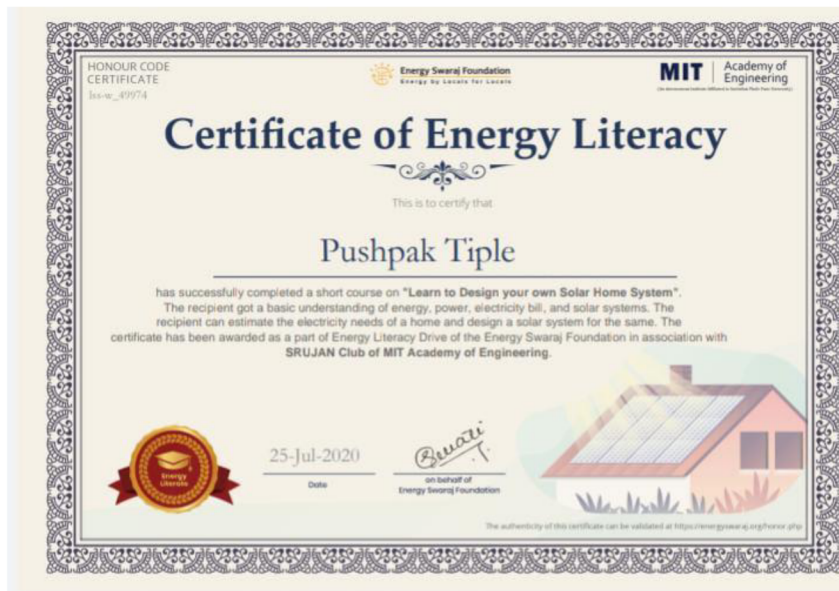 HONOUR CODE
CERTIFICATE
lss-w_49974
Energy Swaraj Foundation
Energy by Locals for Locals
MIT
Academy of
Engineering
Certificate of Energy Literacy
This is to certify that
Pushpak Tiple
has successfully completed a short course on "Learn to Design your own Solar Home System".
The recipient got a basic understanding of energy, power, electricity bill, and solar systems. The
recipient can estimate the electricity needs of a home and design a solar system for the same. The
certificate has been awarded as a part of Energy Literacy Drive of the Energy Swaraj Foundation in association with
SRUJAN Club of MIT Academy of Engineering.
Energy
Literate
25-Jul-2020
Date
on behalf of
Energy Swaraj Foundation
The authenticity of this certificate can be validated at https://energyswaraj.org/honor.php